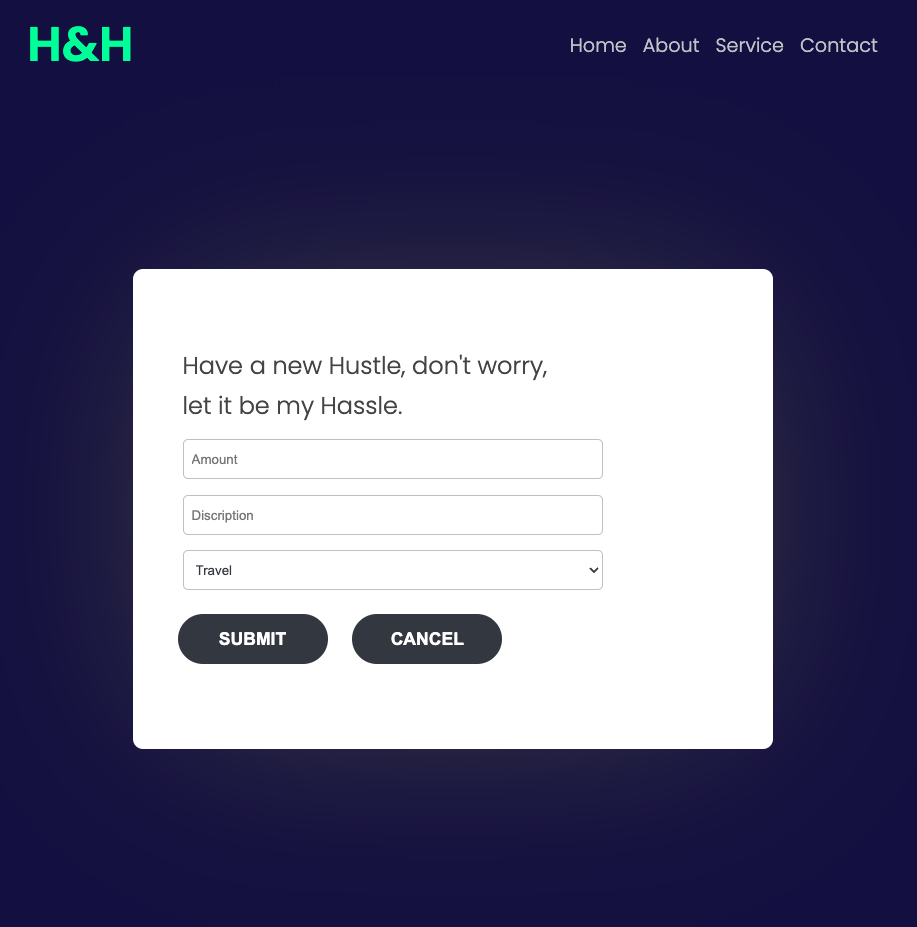 H&H
Home About Service Contact
Have a new Hustle, don't worry,
let it be my Hassle.
Amount
Discription
Travel
SUBMIT CANCEL